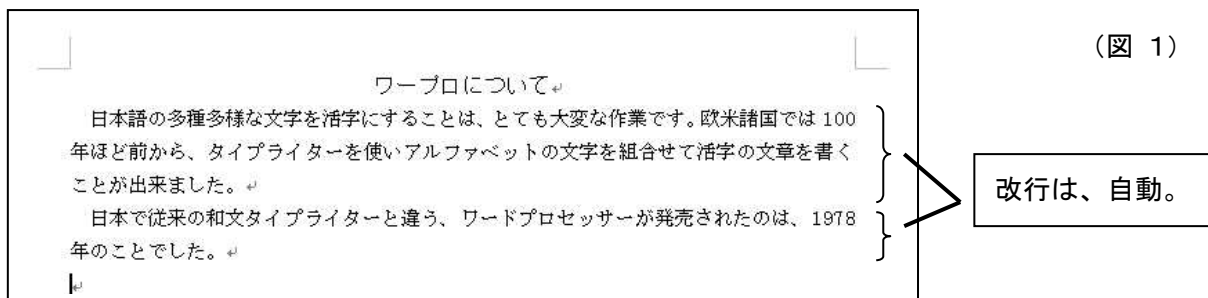 (図 1)
ワープロについて↵
日本語の多種多様な文字を活字にすることは、とても大変な作業です。欧米諸国では 100
年ほど前から、タイプライターを使いアルファベットの文字を組合せて活字の文章を書く
ことが出来ました。↵
日本で従来の和文タイプライターと違う、ワードプロセッサーが発売されたのは、1978
年のことでした。↵
↵
改行は、自動。